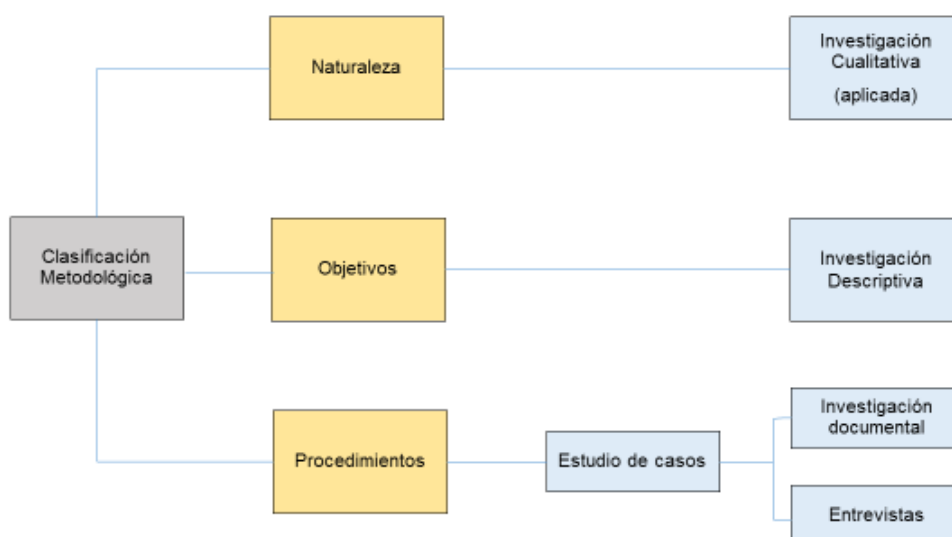 Naturaleza
Investigación
Cualitativa
(aplicada)
Clasificación
Metodológica
Objetivos
Investigación
Descriptiva
Procedimientos
Estudio de casos
Investigación
documental
Entrevistas